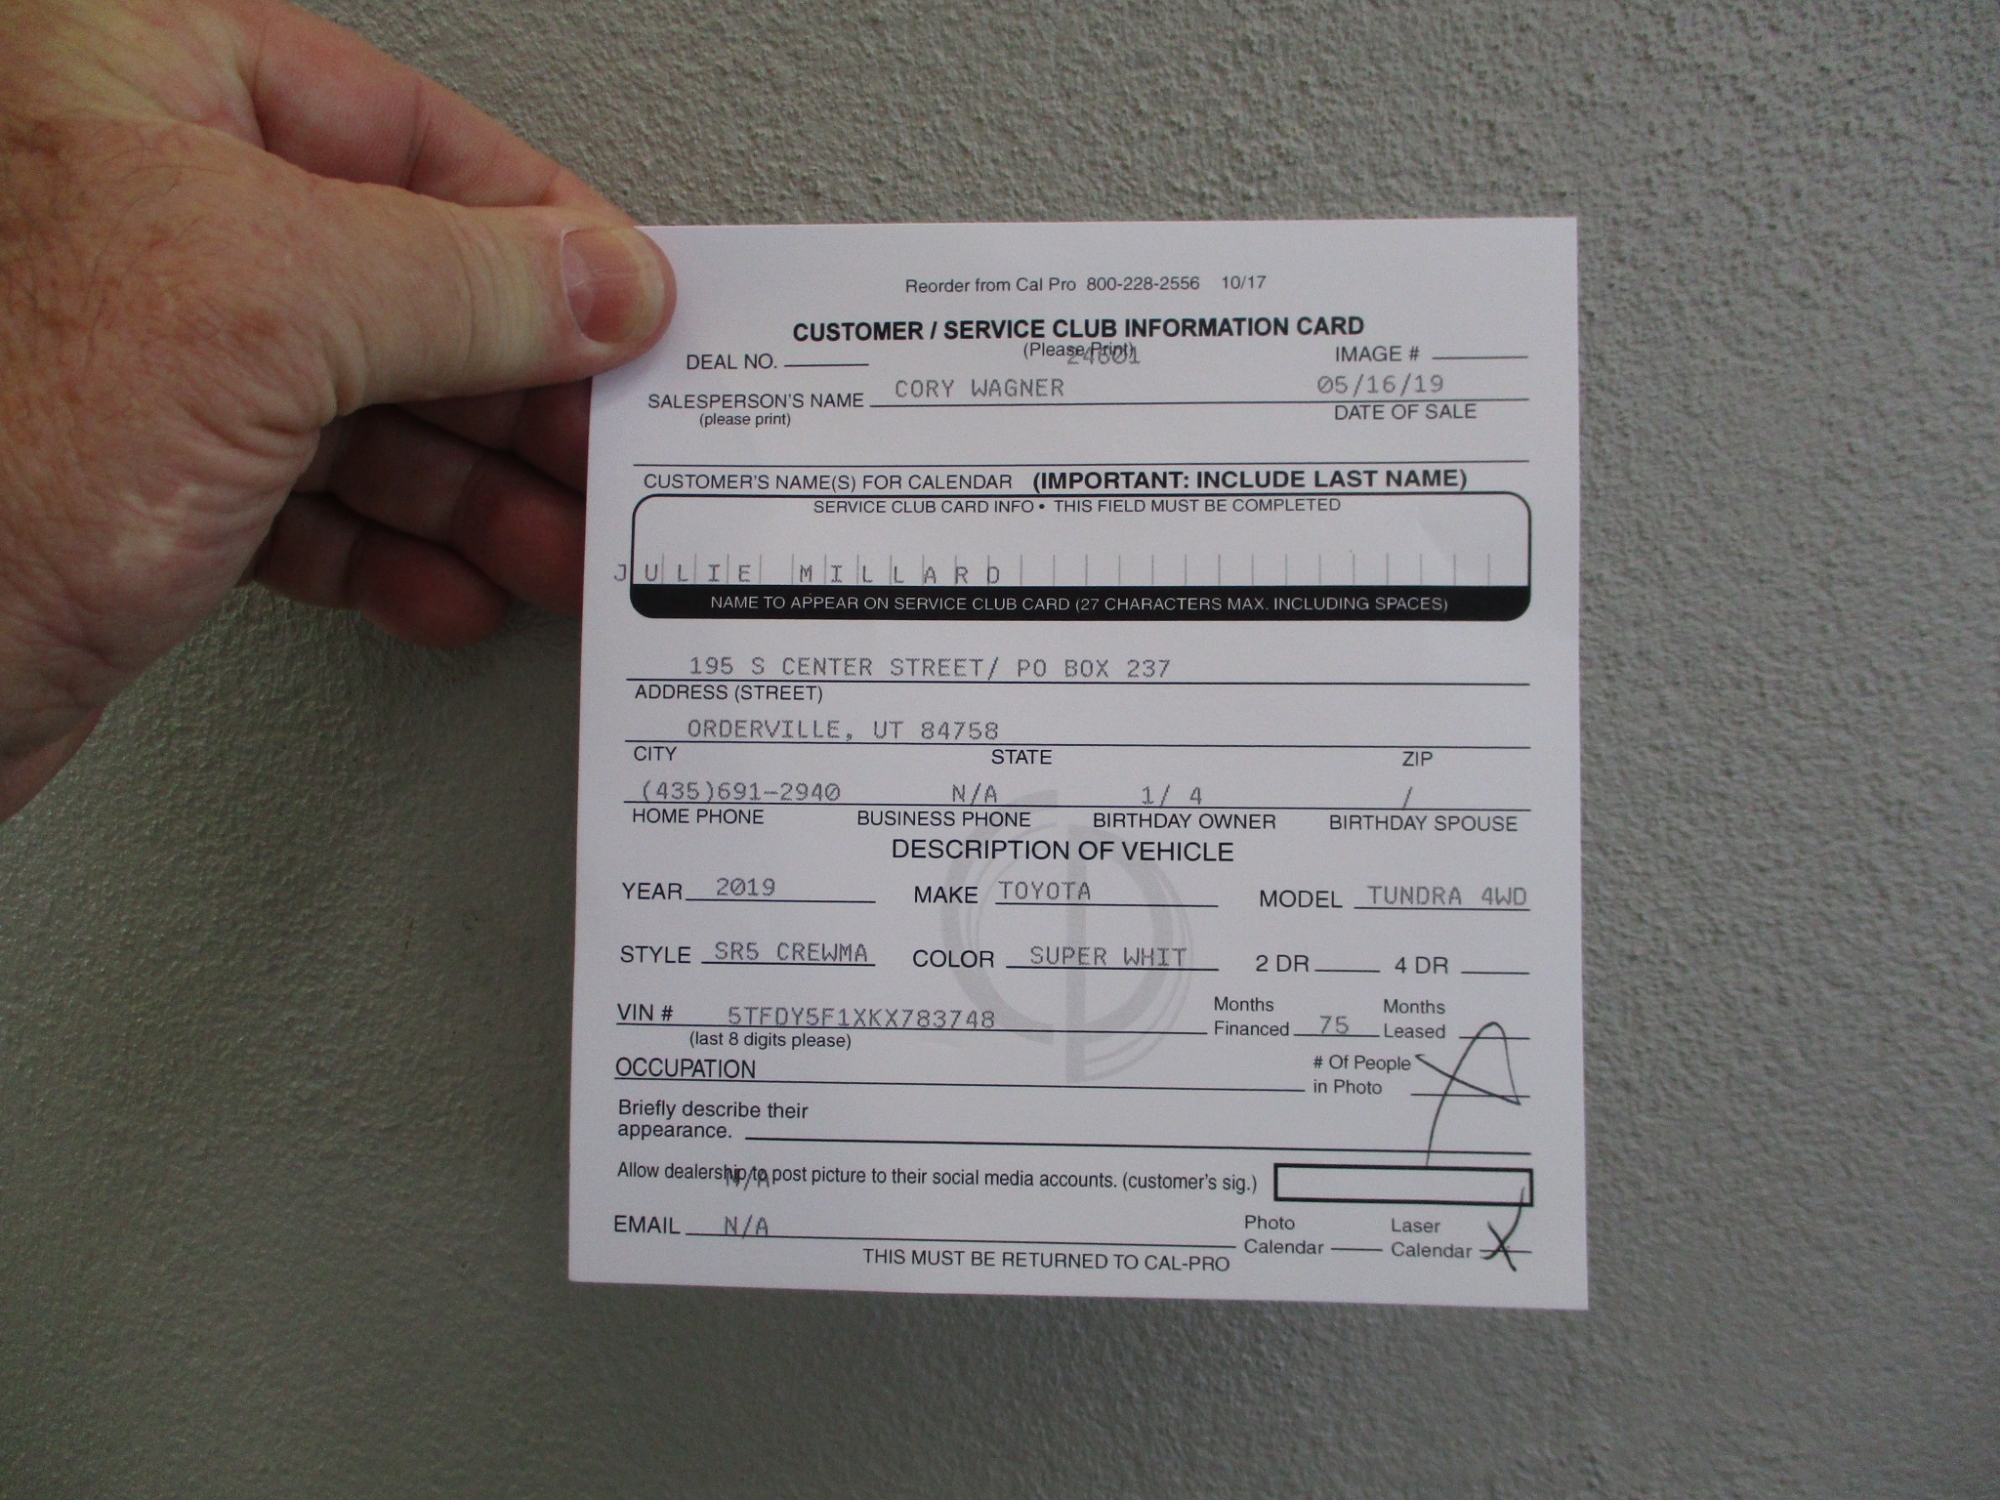 Reorder from Cal Pro 800-228-2556 10/17
CUSTOMER / SERVICE CLUB INFORMATION CARD
(Please Print)
DEAL NO. 24801 IMAGE #
SALESPERSON'S NAME CORY WAGNER 05/16/19
(please print) DATE OF SALE
CUSTOMER'S NAME(S) FOR CALENDAR (IMPORTANT: INCLUDE LAST NAME)
SERVICE CLUB CARD INFO • THIS FIELD MUST BE COMPLETED
JULIE MILLARD
NAME TO APPEAR ON SERVICE CLUB CARD (27 CHARACTERS MAX. INCLUDING SPACES)
195 S CENTER STREET/ PO BOX 237
ADDRESS (STREET)
ORDERVILLE, UT 84758
CITY STATE ZIP
(435)691-2940 N/A 1/ 4 /
HOME PHONE BUSINESS PHONE BIRTHDAY OWNER BIRTHDAY SPOUSE
DESCRIPTION OF VEHICLE
YEAR 2019 MAKE TOYOTA MODEL TUNDRA 4WD
STYLE SR5 CREWMA COLOR SUPER WHIT 2 DR 4 DR
VIN # 5TFDY5F1XKX783748 Months Financed 75 Months Leased
(last 8 digits please)
OCCUPATION # Of People in Photo
Briefly describe their
appearance.
Allow dealership to post picture to their social media accounts. (customer's sig.)
N/A
EMAIL N/A Photo Calendar Laser Calendar X
THIS MUST BE RETURNED TO CAL-PRO